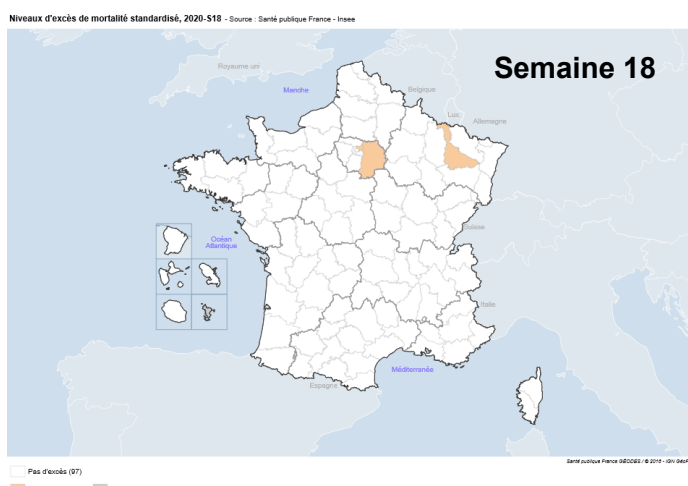 Niveaux d'excès de mortalité standardisé, 2020-S18 - Source : Santé publique France - Insee
Semaine 18
Royaume uni
Manche
Belgique
Lux.
Allemagne
Océan
Atlantique
Suisse
Italie
Méditerranée
Espagne
Santé publique France GÉODES / © 2016 - IGN GéoF
Pas d'excès (97)